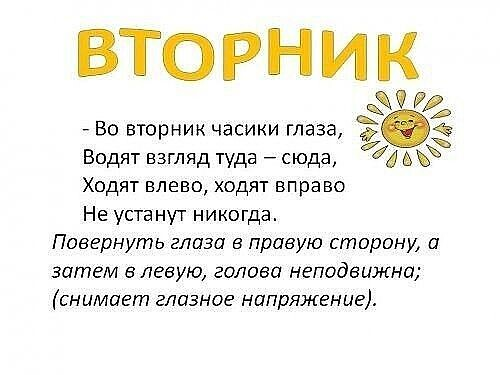 ВТОРНИК
- Во вторник часики глаза,
Водят взгляд туда – сюда,
Ходят влево, ходят вправо
Не устанут никогда.
Повернуть глаза в правую сторону, а
затем в левую, голова неподвижна;
(снимает глазное напряжение).